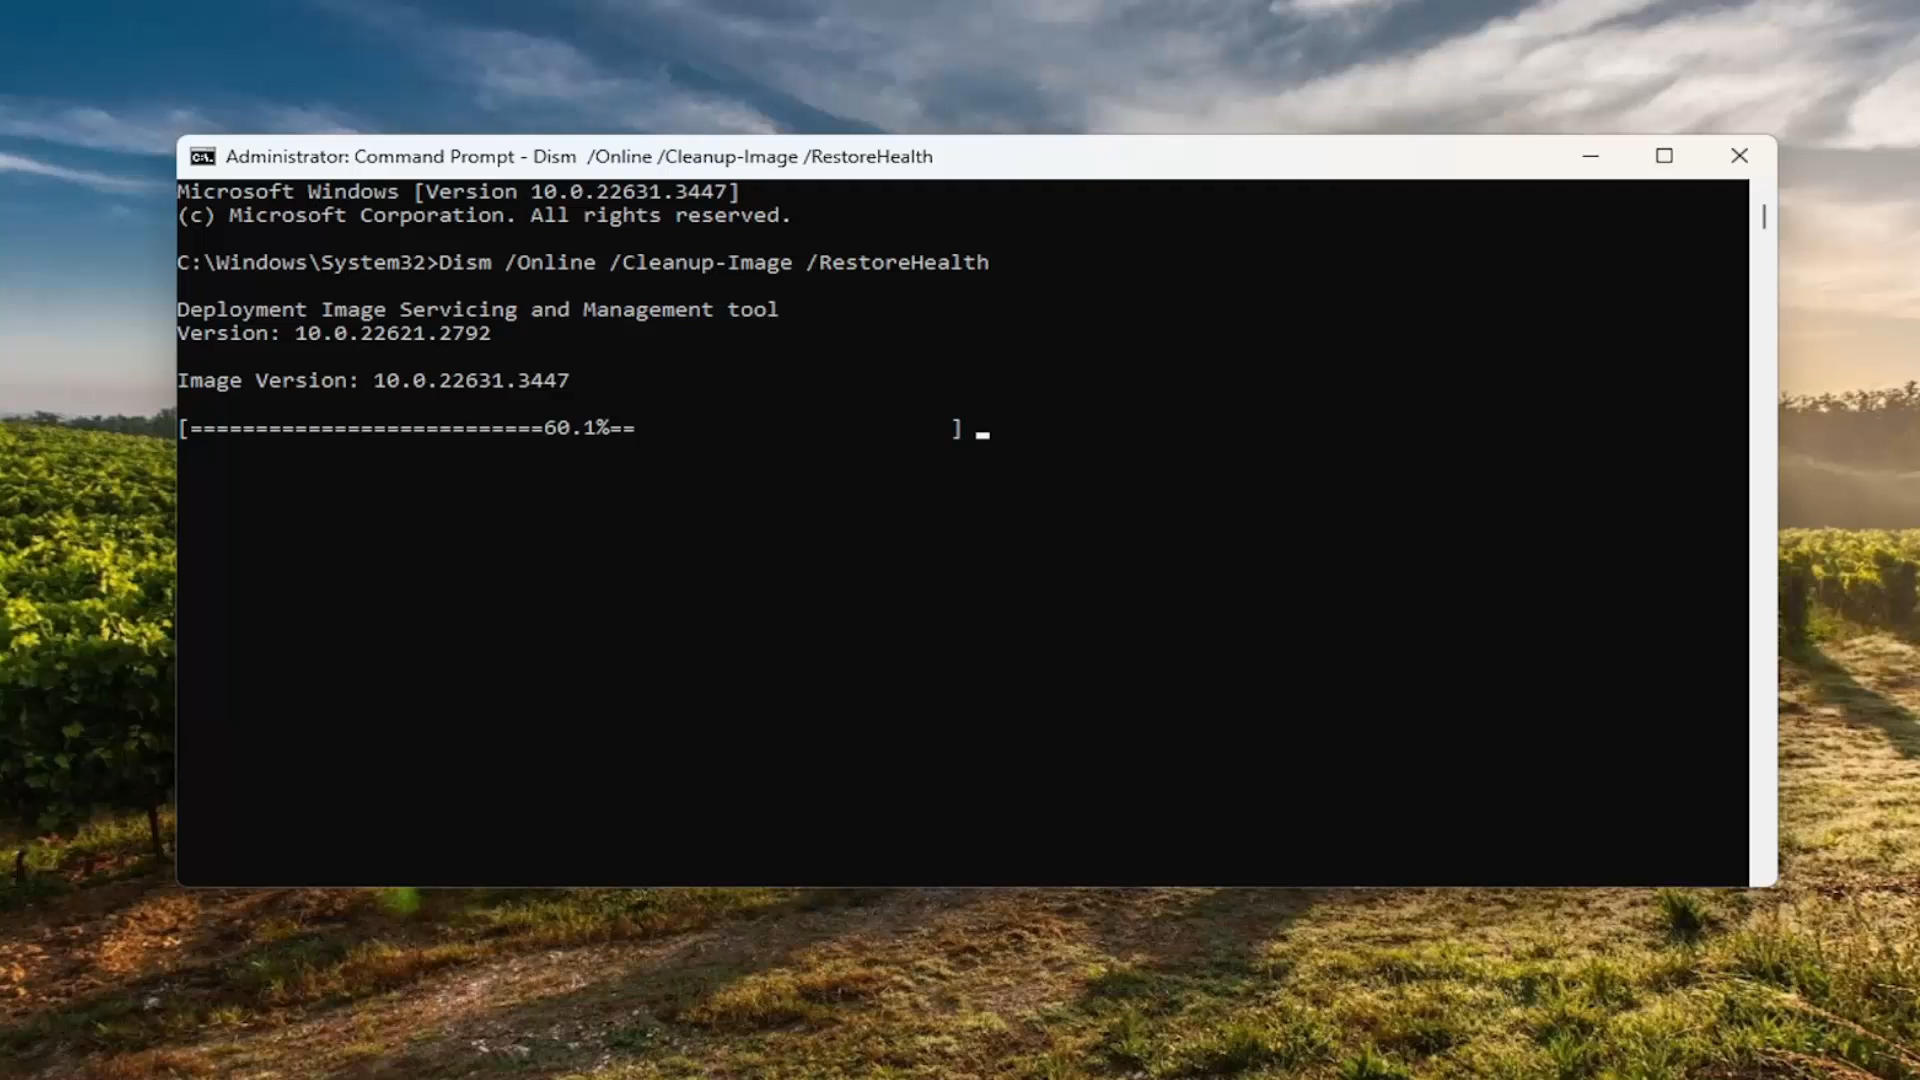 Administrator: Command Prompt - Dism  /Online /Cleanup-Image /RestoreHealth
Microsoft Windows [Version 10.0.22631.3447]
(c) Microsoft Corporation. All rights reserved.
C:\Windows\System32>Dism /Online /Cleanup-Image /RestoreHealth
Deployment Image Servicing and Management tool
Version: 10.0.22621.2792
Image Version: 10.0.22631.3447
[===========================60.1%==                        ]